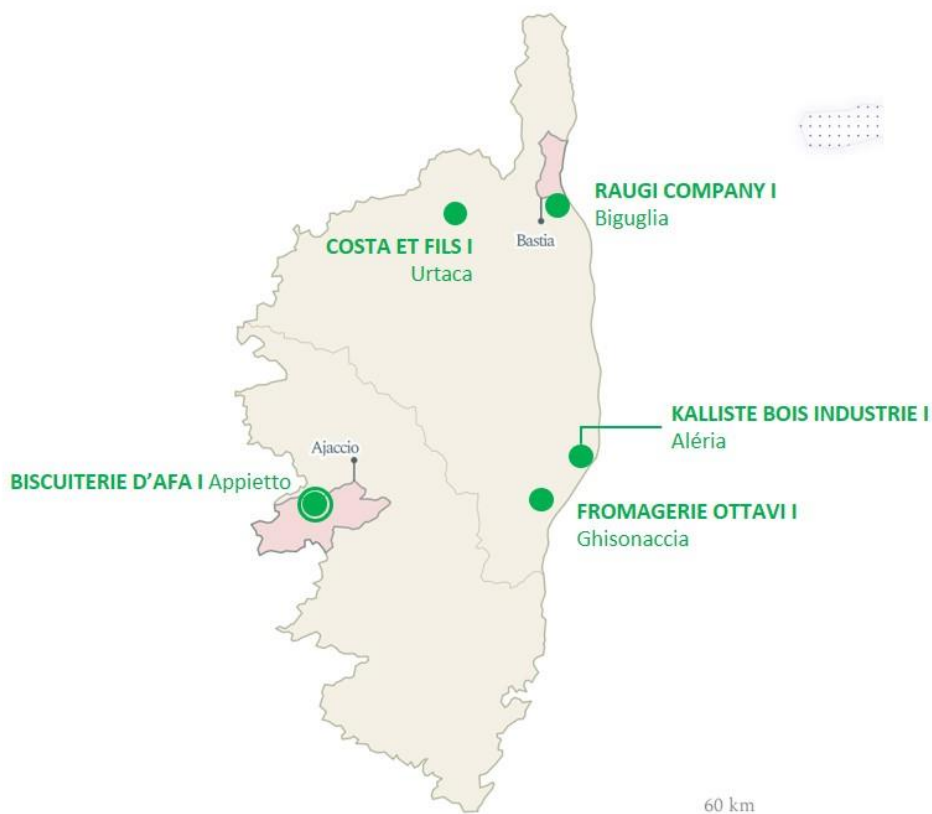 RAUGI COMPANY I
Biguglia
Bastia
COSTA ET FILS I
Urtaca
KALLISTE BOIS INDUSTRIE I
Aléria
Ajaccio
BISCUITERIE D’AFA I Appietto
FROMAGERIE OTTAVI I
Ghisonaccia
60 km